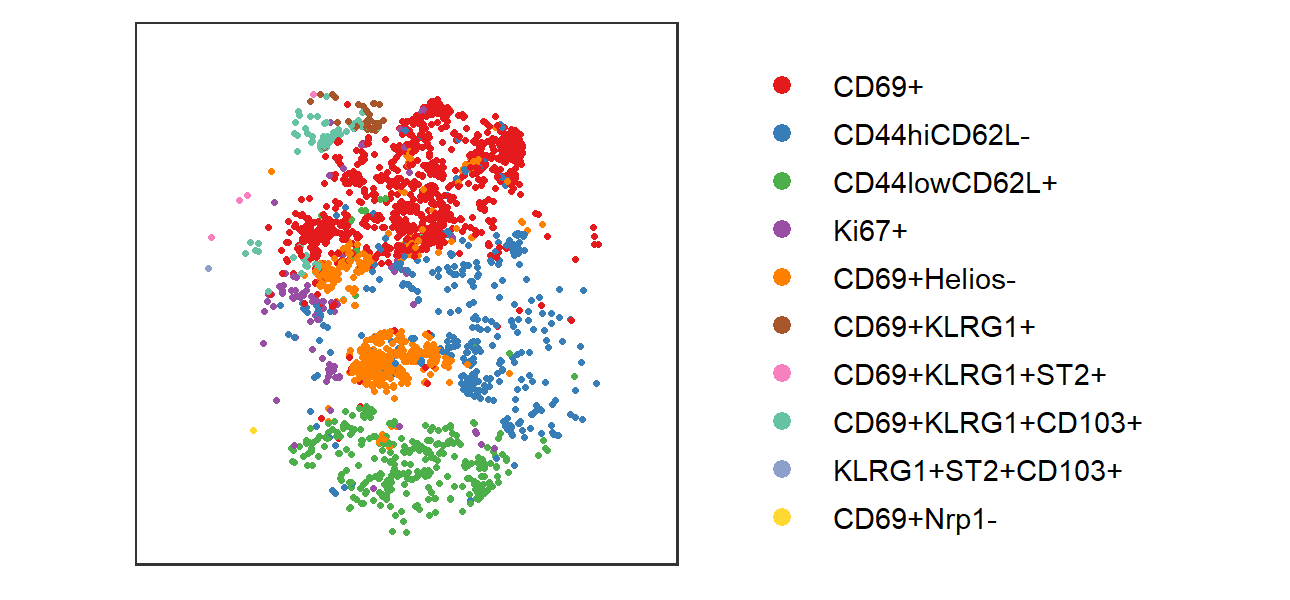 CD69+
CD44hiCD62L-
CD44lowCD62L+
Ki67+
CD69+Helios-
CD69+KLRG1+
CD69+KLRG1+ST2+
CD69+KLRG1+CD103+
KLRG1+ST2+CD103+
CD69+Nrp1-